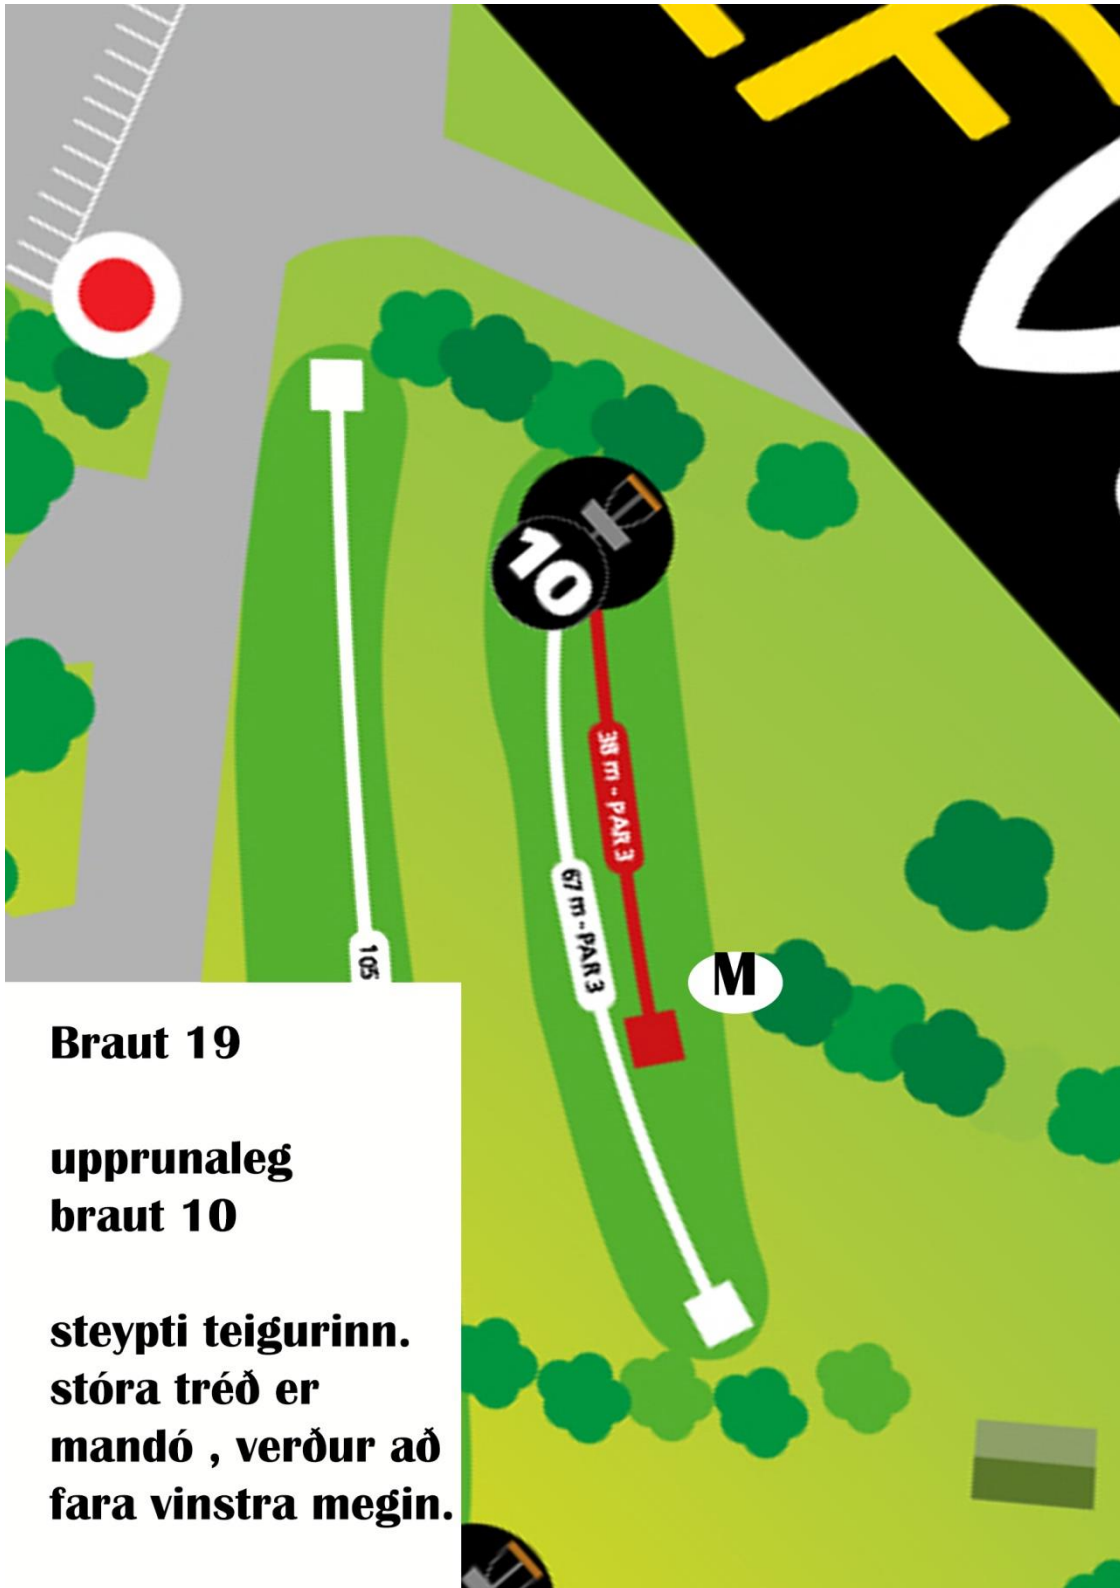 10
38 m - PAR 3
67 m - PAR 3
105
M
Braut 19
upprunaleg
braut 10
steypti teigurinn.
stóra tréð er
mandó , verður að
fara vinstra megin.